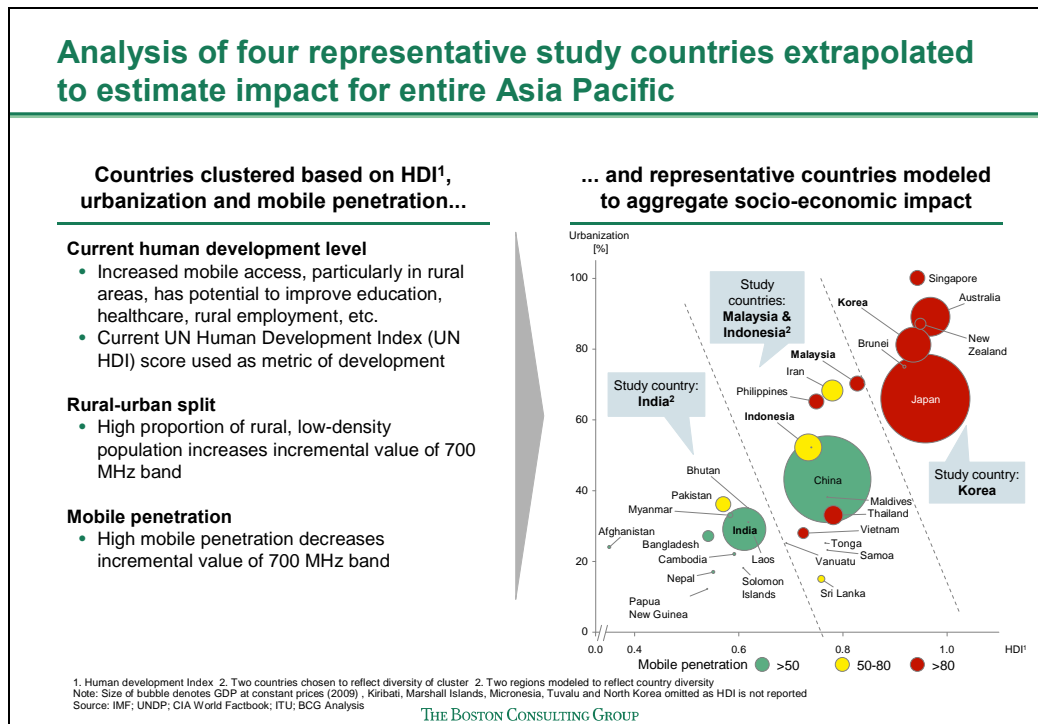 Analysis of four representative study countries extrapolated
to estimate impact for entire Asia Pacific
Countries clustered based on HDI¹,
urbanization and mobile penetration...
Current human development level
• Increased mobile access, particularly in rural
areas, has potential to improve education,
healthcare, rural employment, etc.
• Current UN Human Development Index (UN
HDI) score used as metric of development
Rural-urban split
• High proportion of rural, low-density
population increases incremental value of 700
MHz band
Mobile penetration
• High mobile penetration decreases
incremental value of 700 MHz band
... and representative countries modeled
to aggregate socio-economic impact
Urbanization
[%]
100
80
60
40
20
0
Study
countries:
Malaysia &
Indonesia²
Study country:
India²
Study country:
Korea
Singapore
Australia
Korea
New
Zealand
Brunei
Malaysia
Iran
Philippines
Japan
Indonesia
China
Bhutan
Pakistan
Maldives
Thailand
Myanmar
Afghanistan
India
Vietnam
Bangladesh
Tonga
Samoa
Cambodia
Laos
Vanuatu
Nepal
Solomon
Islands
Sri Lanka
Papua
New Guinea
0.0
0.4
0.6
0.8
1.0
HDI¹
Mobile penetration
>50
50-80
>80
1. Human development Index 2. Two countries chosen to reflect diversity of cluster 2. Two regions modeled to reflect country diversity
Note: Size of bubble denotes GDP at constant prices (2009) , Kiribati, Marshall Islands, Micronesia, Tuvalu and North Korea omitted as HDI is not reported
Source: IMF; UNDP; CIA World Factbook; ITU; BCG Analysis
THE BOSTON CONSULTING GROUP